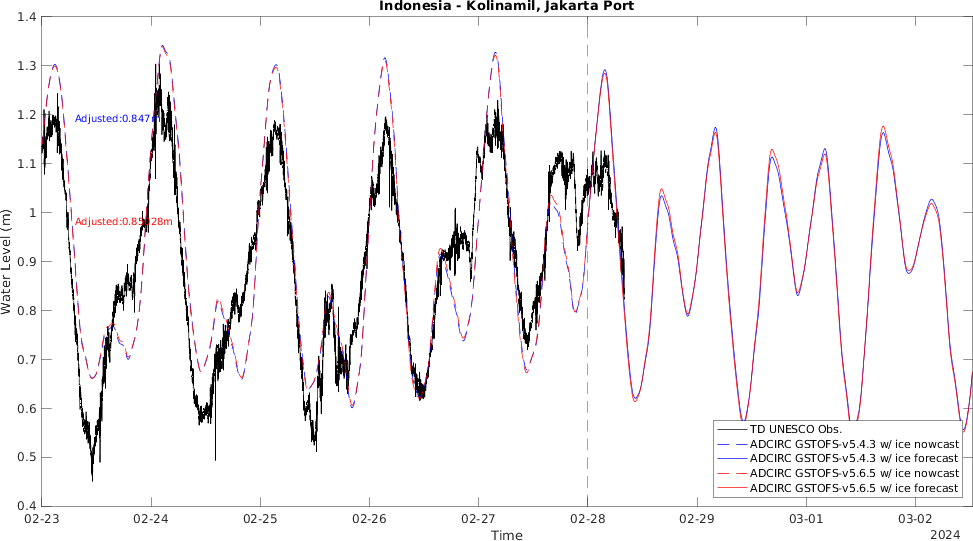 Indonesia - Kolinamil, Jakarta Port
1.4
1.3
1.2
1.1
1
0.9
0.8
0.7
0.6
0.5
0.4
Water Level (m)
Adjusted:0.847m
TD UNESCO Obs.
ADCIRC GSTOFS-v5.4.3 w/ ice nowcast
ADCIRC GSTOFS-v5.4.3 w/ ice forecast
ADCIRC GSTOFS-v5.6.5 w/ ice nowcast
ADCIRC GSTOFS-v5.6.5 w/ ice forecast
02-23
02-24
02-25
02-26
02-27
02-28
02-29
03-01
03-02
Time
2024